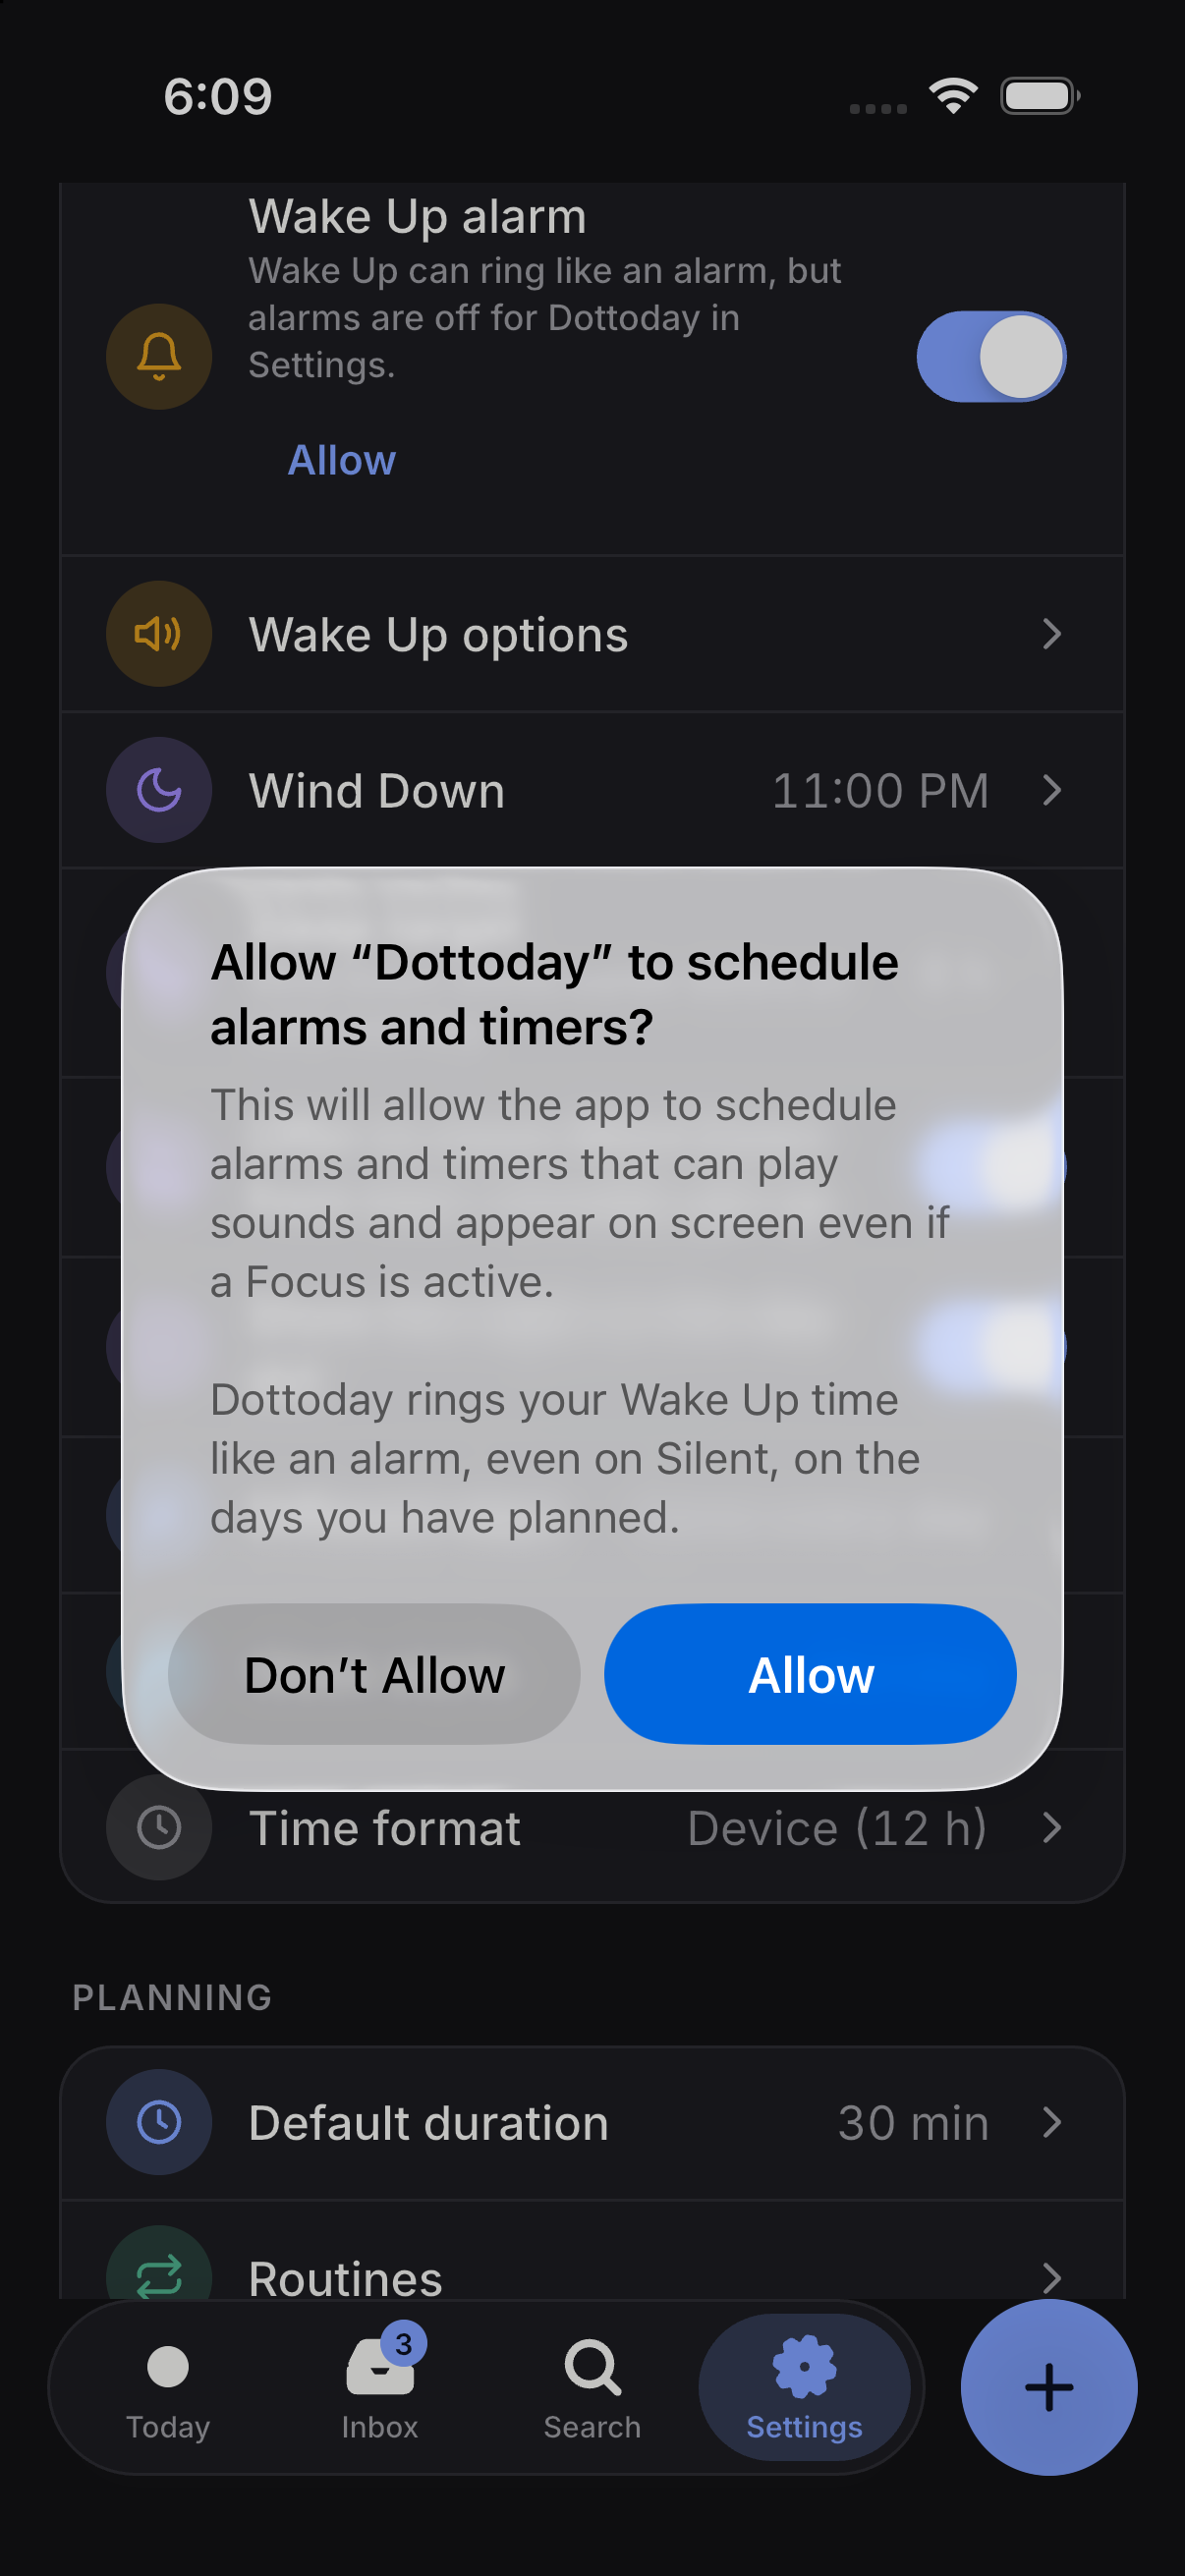 6:09
Wake Up alarm
Wake Up can ring like an alarm, but
alarms are off for Dottoday in
Settings.
Allow
Wake Up options
Wind Down
11:00 PM
Allow “Dottoday” to schedule
alarms and timers?
This will allow the app to schedule
alarms and timers that can play
sounds and appear on screen even if
a Focus is active.
Dottoday rings your Wake Up time
like an alarm, even on Silent, on the
days you have planned.
Don’t Allow
Allow
Time format
Device (12 h)
PLANNING
Default duration
30 min
Routines
3
Today
Inbox
Search
Settings